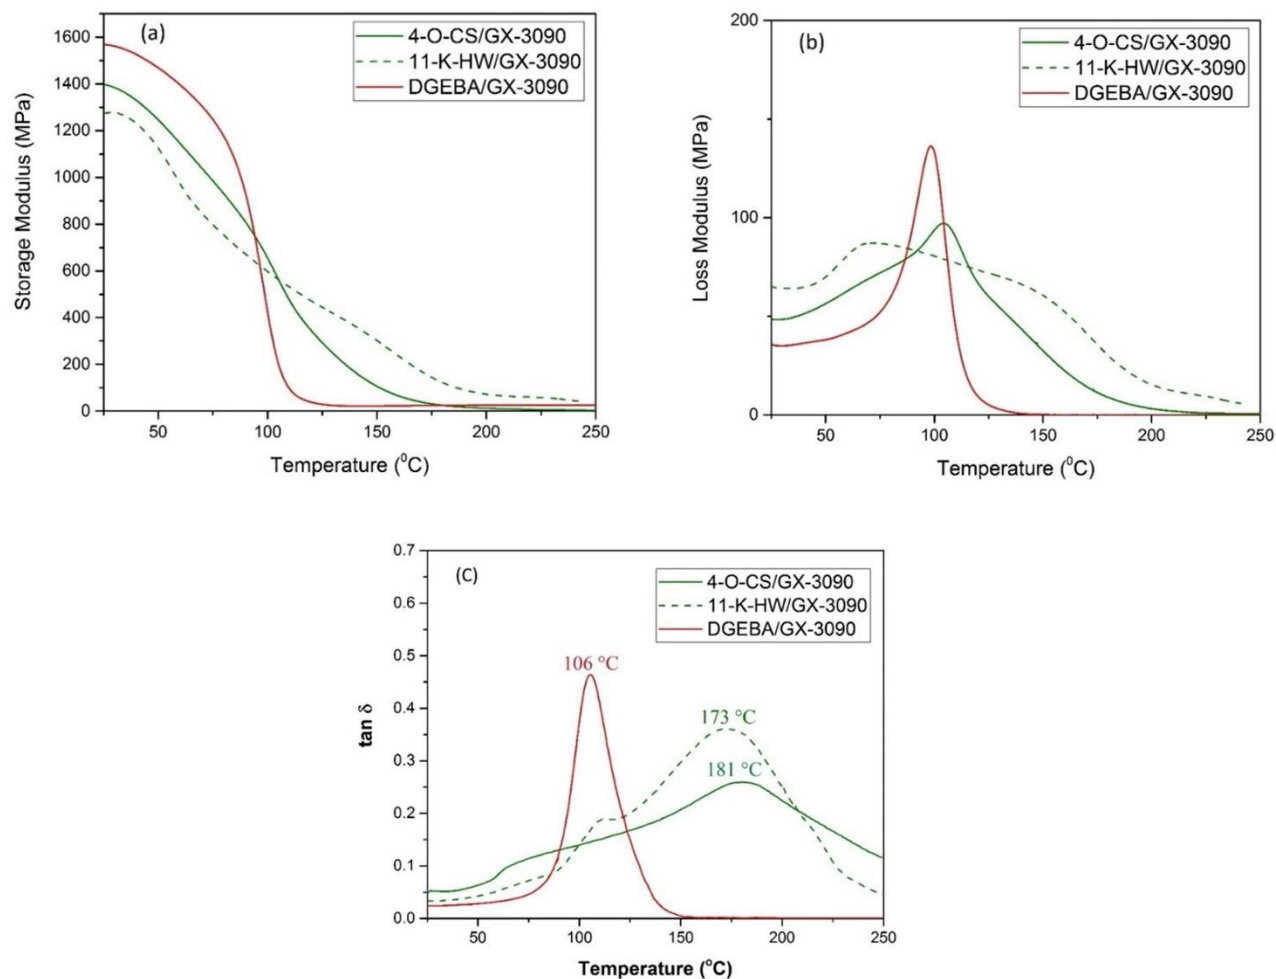 (a)
4-O-CS/GX-3090
11-K-HW/GX-3090
DGEBA/GX-3090
1600
1400
1200
1000
800
600
400
200
0
Storage Modulus (MPa)
50 100 150 200 250
Temperature (⁰C)
(b)
4-O-CS/GX-3090
11-K-HW/GX-3090
DGEBA/GX-3090
200
100
0
Loss Modulus (MPa)
50 100 150 200 250
Temperature (⁰C)
(C)
4-O-CS/GX-3090
11-K-HW/GX-3090
DGEBA/GX-3090
0.7
0.6
0.5
0.4
0.3
0.2
0.1
0.0
tan δ
106 °C
173 °C
181 °C
50 100 150 200 250
Temperature (°C)